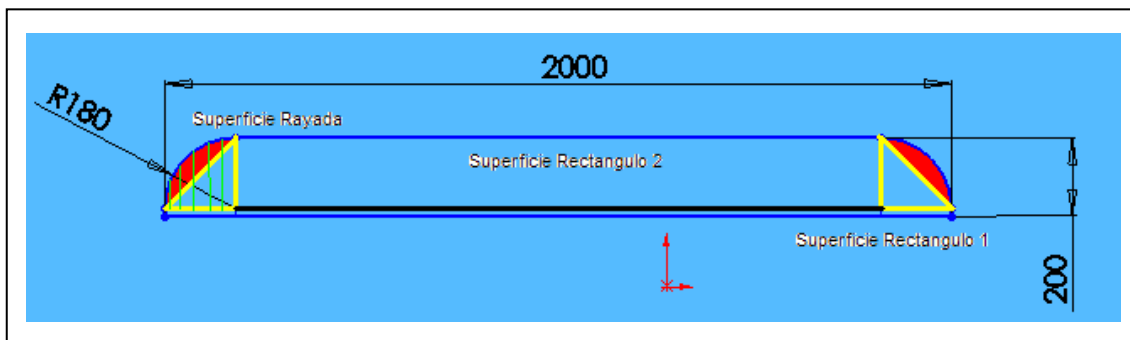 2000
R180
Superficie Rayada
Superficie Rectangulo 2
Superficie Rectangulo 1
200